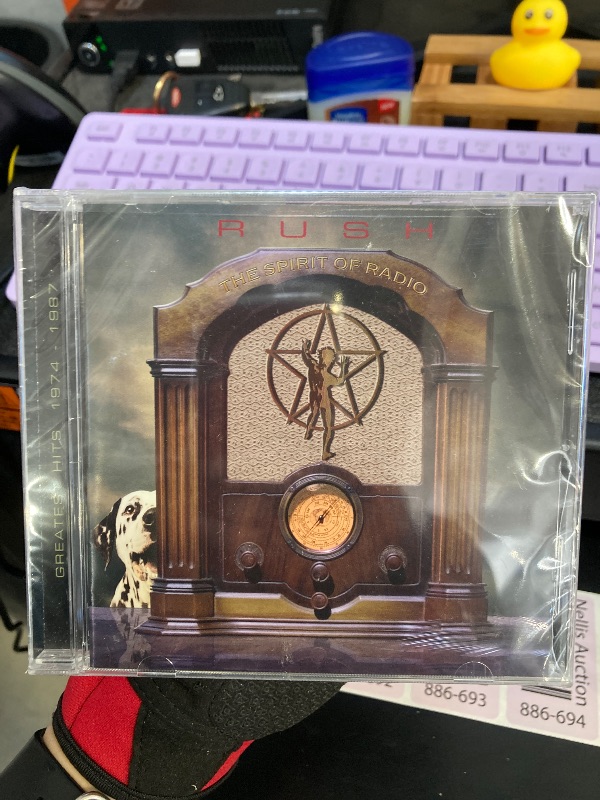 RUSH
THE SPIRIT OF RADIO
GREATEST HITS 1974 - 1987
Nellis Auction
886-693
886-694